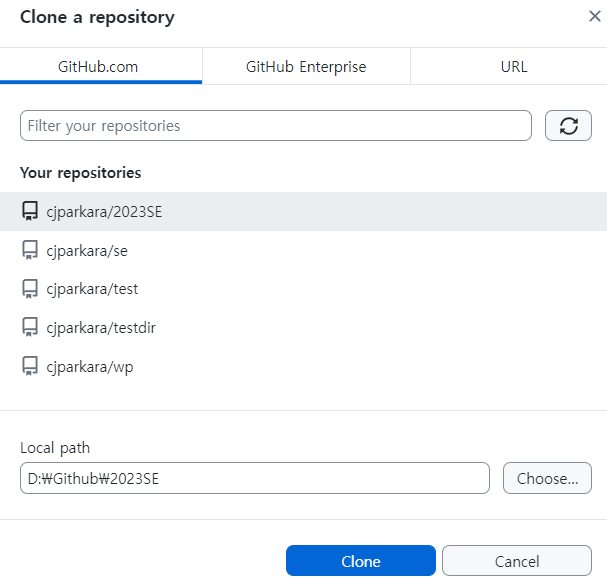 Clone a repository
GitHub.com GitHub Enterprise URL
Filter your repositories
Your repositories
cjparkara/2023SE
cjparkara/se
cjparkara/test
cjparkara/testdir
cjparkara/wp
Local path
D:₩Github₩2023SE Choose...
Clone Cancel